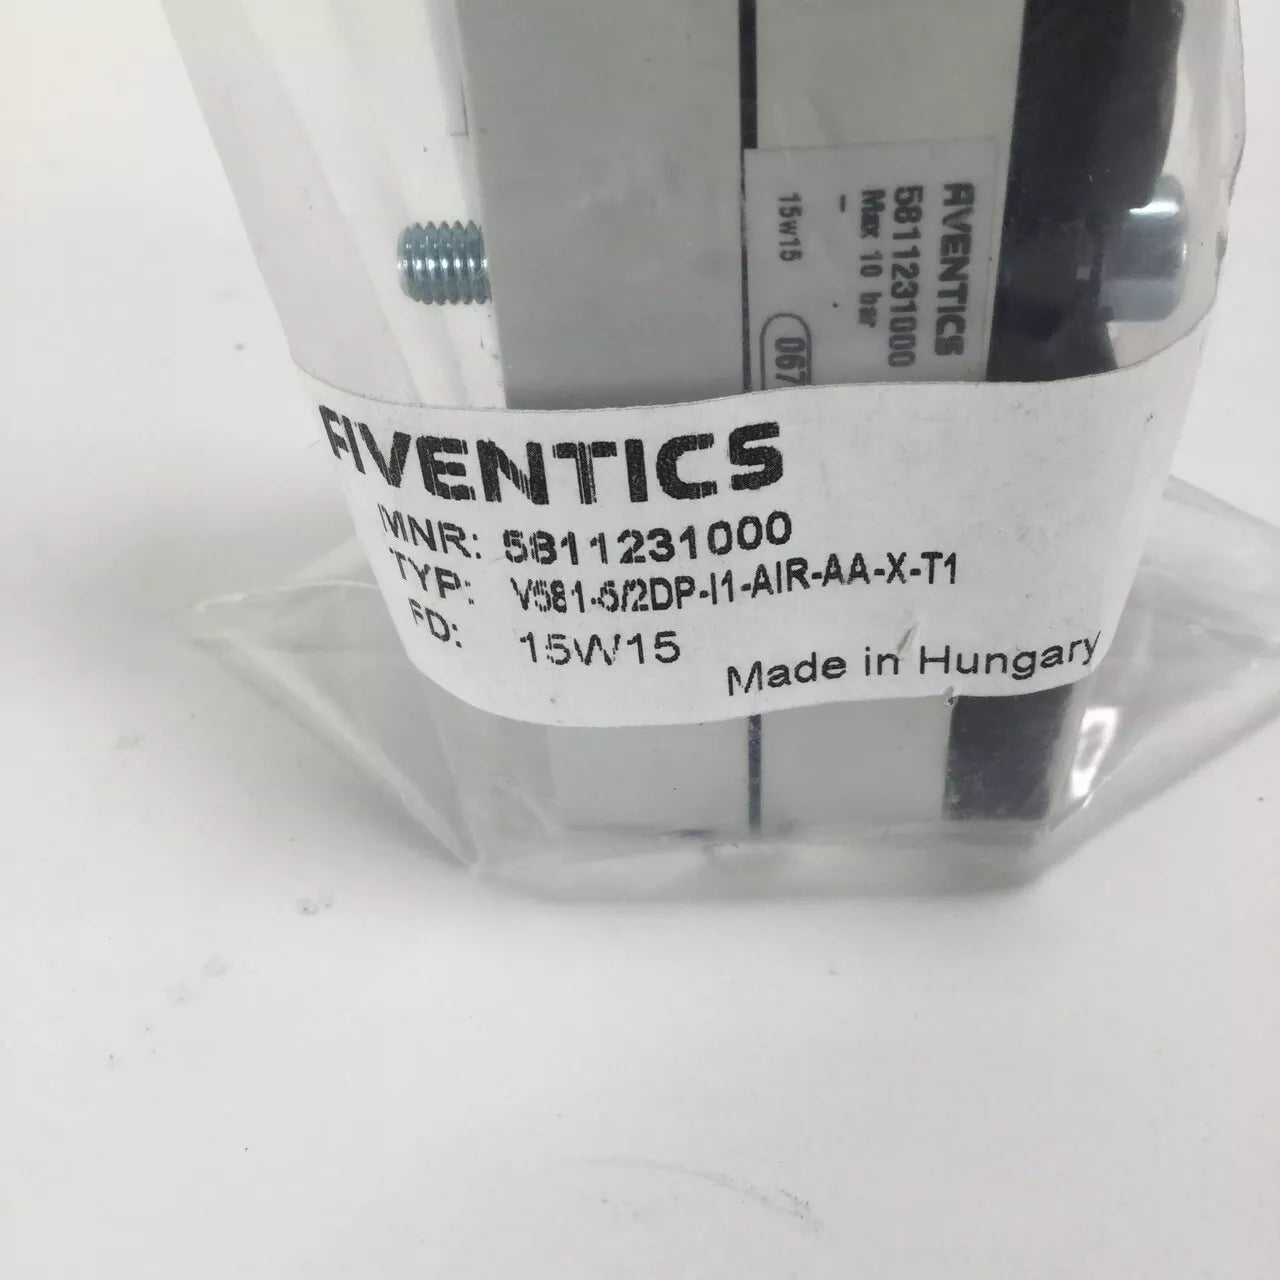 AVENTICS
5811231000
Max 10 bar
-
15w15
067
AVENTICS
MNR: 5811231000
TYP: V581-5/2DP-I1-AIR-AA-X-T1
FD: 15W15
Made in Hungary